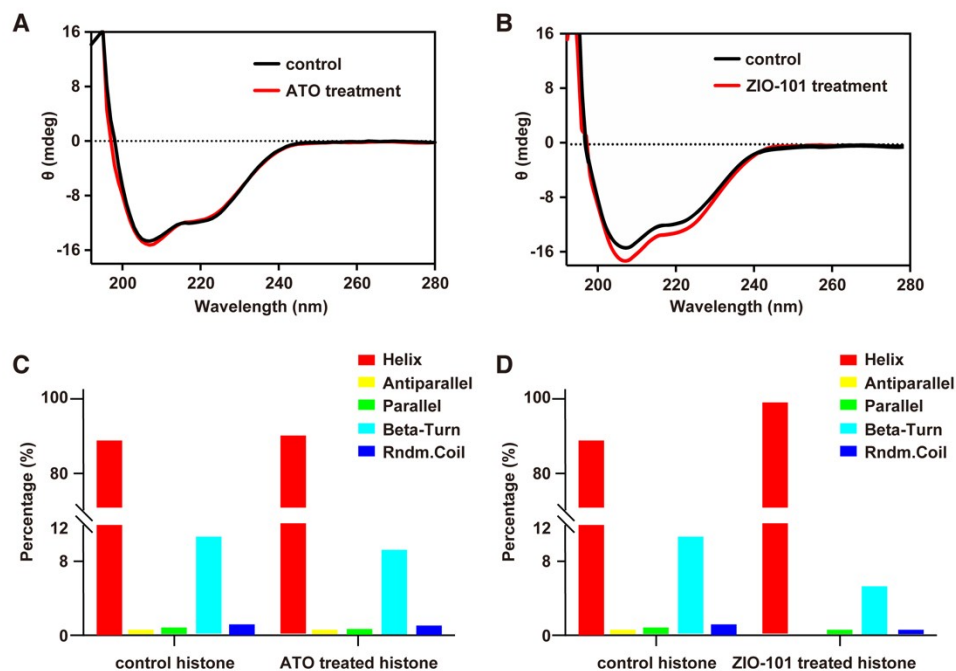 A
16
8
0
-8
-16
θ (mdeg)
control
ATO treatment
200 220 240 260 280
Wavelength (nm)
B
16
8
0
-8
-16
θ (mdeg)
control
ZIO-101 treatment
200 220 240 260 280
Wavelength (nm)
C
Helix
Antiparallel
Parallel
Beta-Turn
Rndm.Coil
100
80
12
8
0
Percentage (%)
control histone ATO treated histone
D
Helix
Antiparallel
Parallel
Beta-Turn
Rndm.Coil
100
80
12
8
0
Percentage (%)
control histone ZIO-101 treated histone